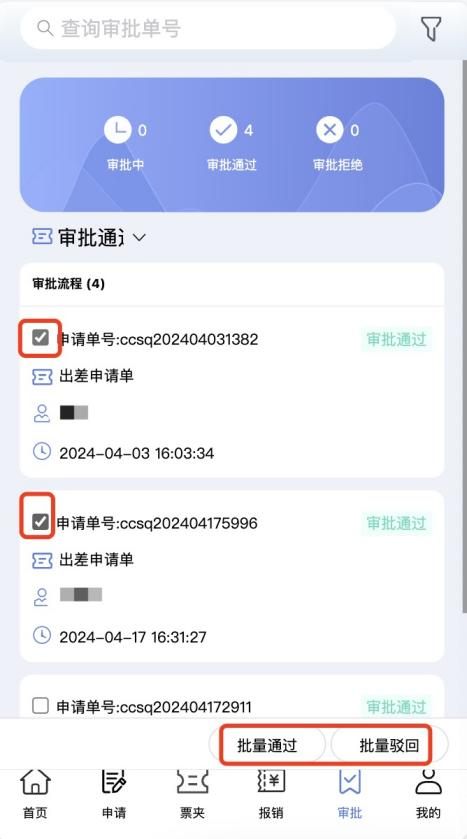 查询审批单号
0
4
0
审批中
审批通过
审批拒绝
审批通过
审批流程 (4)
申请单号:ccsq202404031382
审批通过
出差申请单
2024-04-03 16:03:34
申请单号:ccsq202404175996
审批通过
出差申请单
2024-04-17 16:31:27
申请单号:ccsq202404172911
审批通过
批量通过
批量驳回
首页
申请
票夹
报销
审批
我的